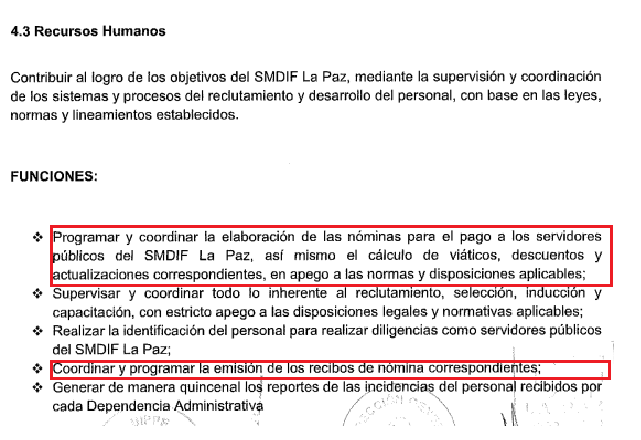 4.3 Recursos Humanos
Contribuir al logro de los objetivos del SMDIF La Paz, mediante la supervisión y coordinación
de los sistemas y procesos del reclutamiento y desarrollo del personal, con base en las leyes,
normas y lineamientos establecidos.
FUNCIONES:
❖ Programar y coordinar la elaboración de las nóminas para el pago a los servidores
públicos del SMDIF La Paz, así mismo el cálculo de viáticos, descuentos y
actualizaciones correspondientes, en apego a las normas y disposiciones aplicables;
❖ Supervisar y coordinar todo lo inherente al reclutamiento, selección, inducción y
capacitación, con estricto apego a las disposiciones legales y normativas aplicables;
❖ Realizar la identificación del personal para realizar diligencias como servidores públicos
del SMDIF La Paz;
❖ Coordinar y programar la emisión de los recibos de nómina correspondientes;
❖ Generar de manera quincenal los reportes de las incidencias del personal recibidos por
cada Dependencia Administrativa